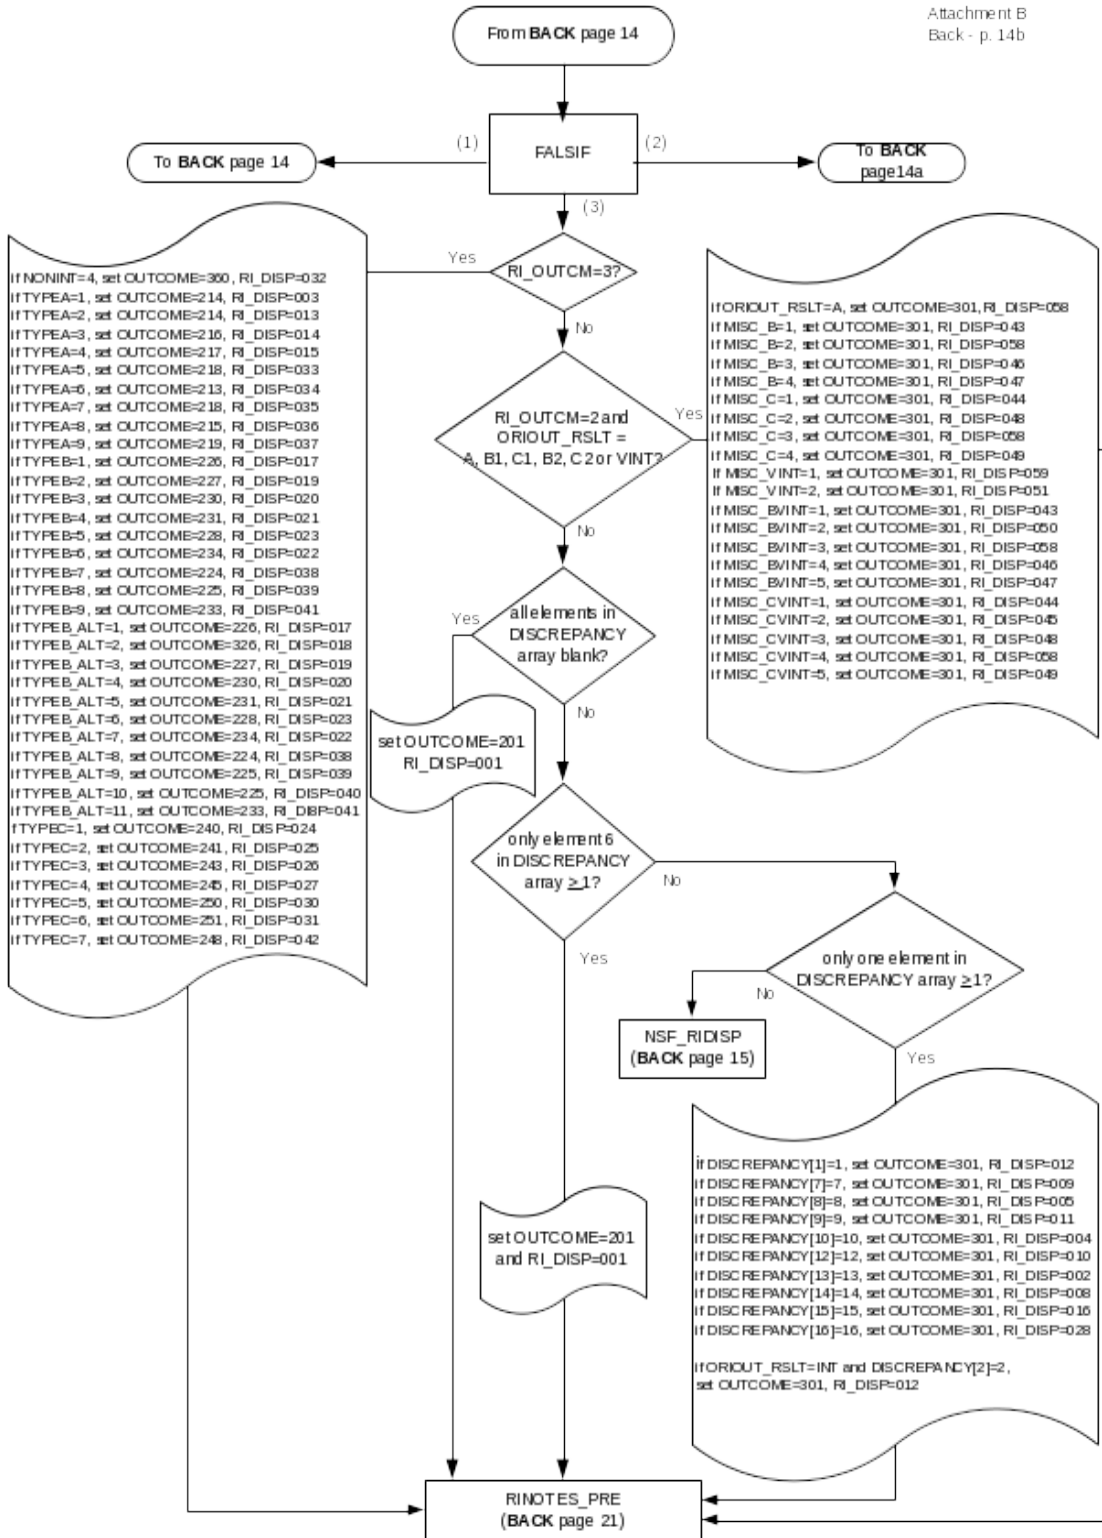 Attachment B
Back - p. 14b
From BACK page 14
(1)
FALSIF
(2)
To BACK page 14
To BACK
page14a
(3)
Yes
RI_OUTCM=3?
No
if NONINT=4, set OUTCOME=360, RI_DISP=032
if TYPEA=1, set OUTCOME=214, RI_DISP=003
if TYPEA=2, set OUTCOME=214, RI_DISP=013
if TYPEA=3, set OUTCOME=216, RI_DISP=014
if TYPEA=4, set OUTCOME=217, RI_DISP=015
if TYPEA=5, set OUTCOME=218, RI_DISP=033
if TYPEA=6, set OUTCOME=213, RI_DISP=034
if TYPEA=7, set OUTCOME=218, RI_DISP=035
if TYPEA=8, set OUTCOME=215, RI_DISP=036
if TYPEA=9, set OUTCOME=219, RI_DISP=037
if TYPEB=1, set OUTCOME=226, RI_DISP=017
if TYPEB=2, set OUTCOME=227, RI_DISP=019
if TYPEB=3, set OUTCOME=230, RI_DISP=020
if TYPEB=4, set OUTCOME=231, RI_DISP=021
if TYPEB=5, set OUTCOME=228, RI_DISP=023
if TYPEB=6, set OUTCOME=234, RI_DISP=022
if TYPEB=7, set OUTCOME=224, RI_DISP=038
if TYPEB=8, set OUTCOME=225, RI_DISP=039
if TYPEB=9, set OUTCOME=233, RI_DISP=041
if TYPEB_ALT=1, set OUTCOME=226, RI_DISP=017
if TYPEB_ALT=2, set OUTCOME=326, RI_DISP=018
if TYPEB_ALT=3, set OUTCOME=227, RI_DISP=019
if TYPEB_ALT=4, set OUTCOME=230, RI_DISP=020
if TYPEB_ALT=5, set OUTCOME=231, RI_DISP=021
if TYPEB_ALT=6, set OUTCOME=228, RI_DISP=023
if TYPEB_ALT=7, set OUTCOME=234, RI_DISP=022
if TYPEB_ALT=8, set OUTCOME=224, RI_DISP=038
if TYPEB_ALT=9, set OUTCOME=225, RI_DISP=039
if TYPEB_ALT=10, set OUTCOME=225, RI_DISP=040
if TYPEB_ALT=11, set OUTCOME=233, RI_DI8P=041
fTYPEC=1, set OUTCOME=240, RI_DISP=024
if TYPEC=2, set OUTCOME=241, RI_DISP=025
if TYPEC=3, set OUTCOME=243, RI_DISP=026
if TYPEC=4, set OUTCOME=245, RI_DISP=027
if TYPEC=5, set OUTCOME=250, RI_DISP=030
if TYPEC=6, set OUTCOME=251, RI_DISP=031
if TYPEC=7, set OUTCOME=248, RI_DISP=042
RI_OUTCM=2 and
ORIOUT_RSLT =
A, B1, C1, B2, C2 or VINT?
Yes
No
if ORIOUT_RSLT=A, set OUTCOME=301, RI_DISP=058
if MISC_B=1, set OUTCOME=301, RI_DISP=043
if MISC_B=2, set OUTCOME=301, RI_DISP=058
if MISC_B=3, set OUTCOME=301, RI_DISP=046
if MISC_B=4, set OUTCOME=301, RI_DISP=047
if MISC_C=1, set OUTCOME=301, RI_DISP=044
if MISC_C=2, set OUTCOME=301, RI_DISP=048
if MISC_C=3, set OUTCOME=301, RI_DISP=058
if MISC_C=4, set OUTCOME=301, RI_DISP=049
If MISC_VINT=1, set OUTCOME=301, RI_DISP=059
If MISC_VINT=2, set OUTCOME=301, RI_DISP=051
if MISC_BVINT=1, set OUTCOME=301, RI_DISP=043
if MISC_BVINT=2, set OUTCOME=301, RI_DISP=050
if MISC_BVINT=3, set OUTCOME=301, RI_DISP=058
if MISC_BVINT=4, set OUTCOME=301, RI_DISP=046
if MISC_BVINT=5, set OUTCOME=301, RI_DISP=047
if MISC_CVINT=1, set OUTCOME=301, RI_DISP=044
if MISC_CVINT=2, set OUTCOME=301, RI_DISP=045
if MISC_CVINT=3, set OUTCOME=301, RI_DISP=048
if MISC_CVINT=4, set OUTCOME=301, RI_DISP=058
if MISC_CVINT=5, set OUTCOME=301, RI_DISP=049
Yes
all elements in
DISCREPANCY
array blank?
No
set OUTCOME=201
RI_DISP=001
only element 6
in DISCREPANCY
array ≥1?
No
Yes
only one element in
DISCREPANCY array ≥1?
No
Yes
NSF_RIDISP
(BACK page 15)
if DISCREPANCY[1]=1, set OUTCOME=301, RI_DISP=012
if DISCREPANCY[7]=7, set OUTCOME=301, RI_DISP=009
if DISCREPANCY[8]=8, set OUTCOME=301, RI_DISP=005
if DISCREPANCY[9]=9, set OUTCOME=301, RI_DISP=011
if DISCREPANCY[10]=10, set OUTCOME=301, RI_DISP=004
if DISCREPANCY[12]=12, set OUTCOME=301, RI_DISP=010
if DISCREPANCY[13]=13, set OUTCOME=301, RI_DISP=002
if DISCREPANCY[14]=14, set OUTCOME=301, RI_DISP=008
if DISCREPANCY[15]=15, set OUTCOME=301, RI_DISP=016
if DISCREPANCY[16]=16, set OUTCOME=301, RI_DISP=028
if ORIOUT_RSLT=INT and DISCREPANCY[2]=2,
set OUTCOME=301, RI_DISP=012
set OUTCOME=201
and RI_DISP=001
RINOTES_PRE
(BACK page 21)